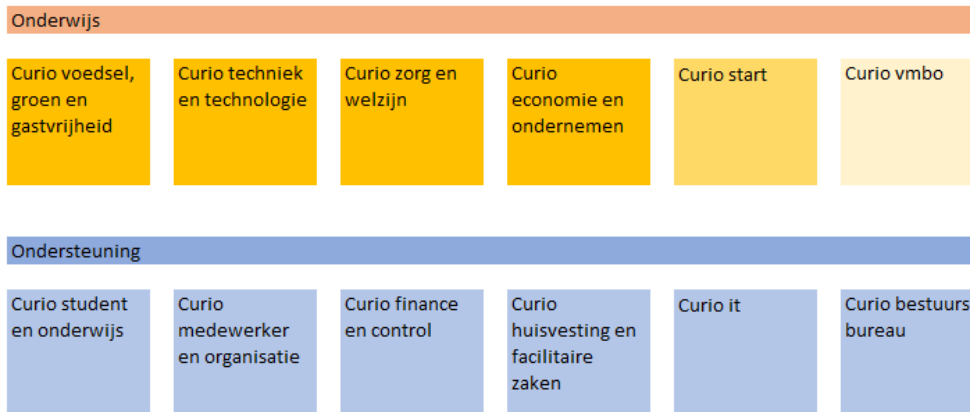 Onderwijs
Curio voedsel,
groen en
gastvrijheid
Curio techniek
en technologie
Curio zorg en
welzijn
Curio
economie en
ondernemen
Curio start
Curio vmbo
Ondersteuning
Curio student
en onderwijs
Curio
medewerker
en organisatie
Curio finance
en control
Curio
huisvesting en
facilitaire
zaken
Curio it
Curio bestuurs
bureau